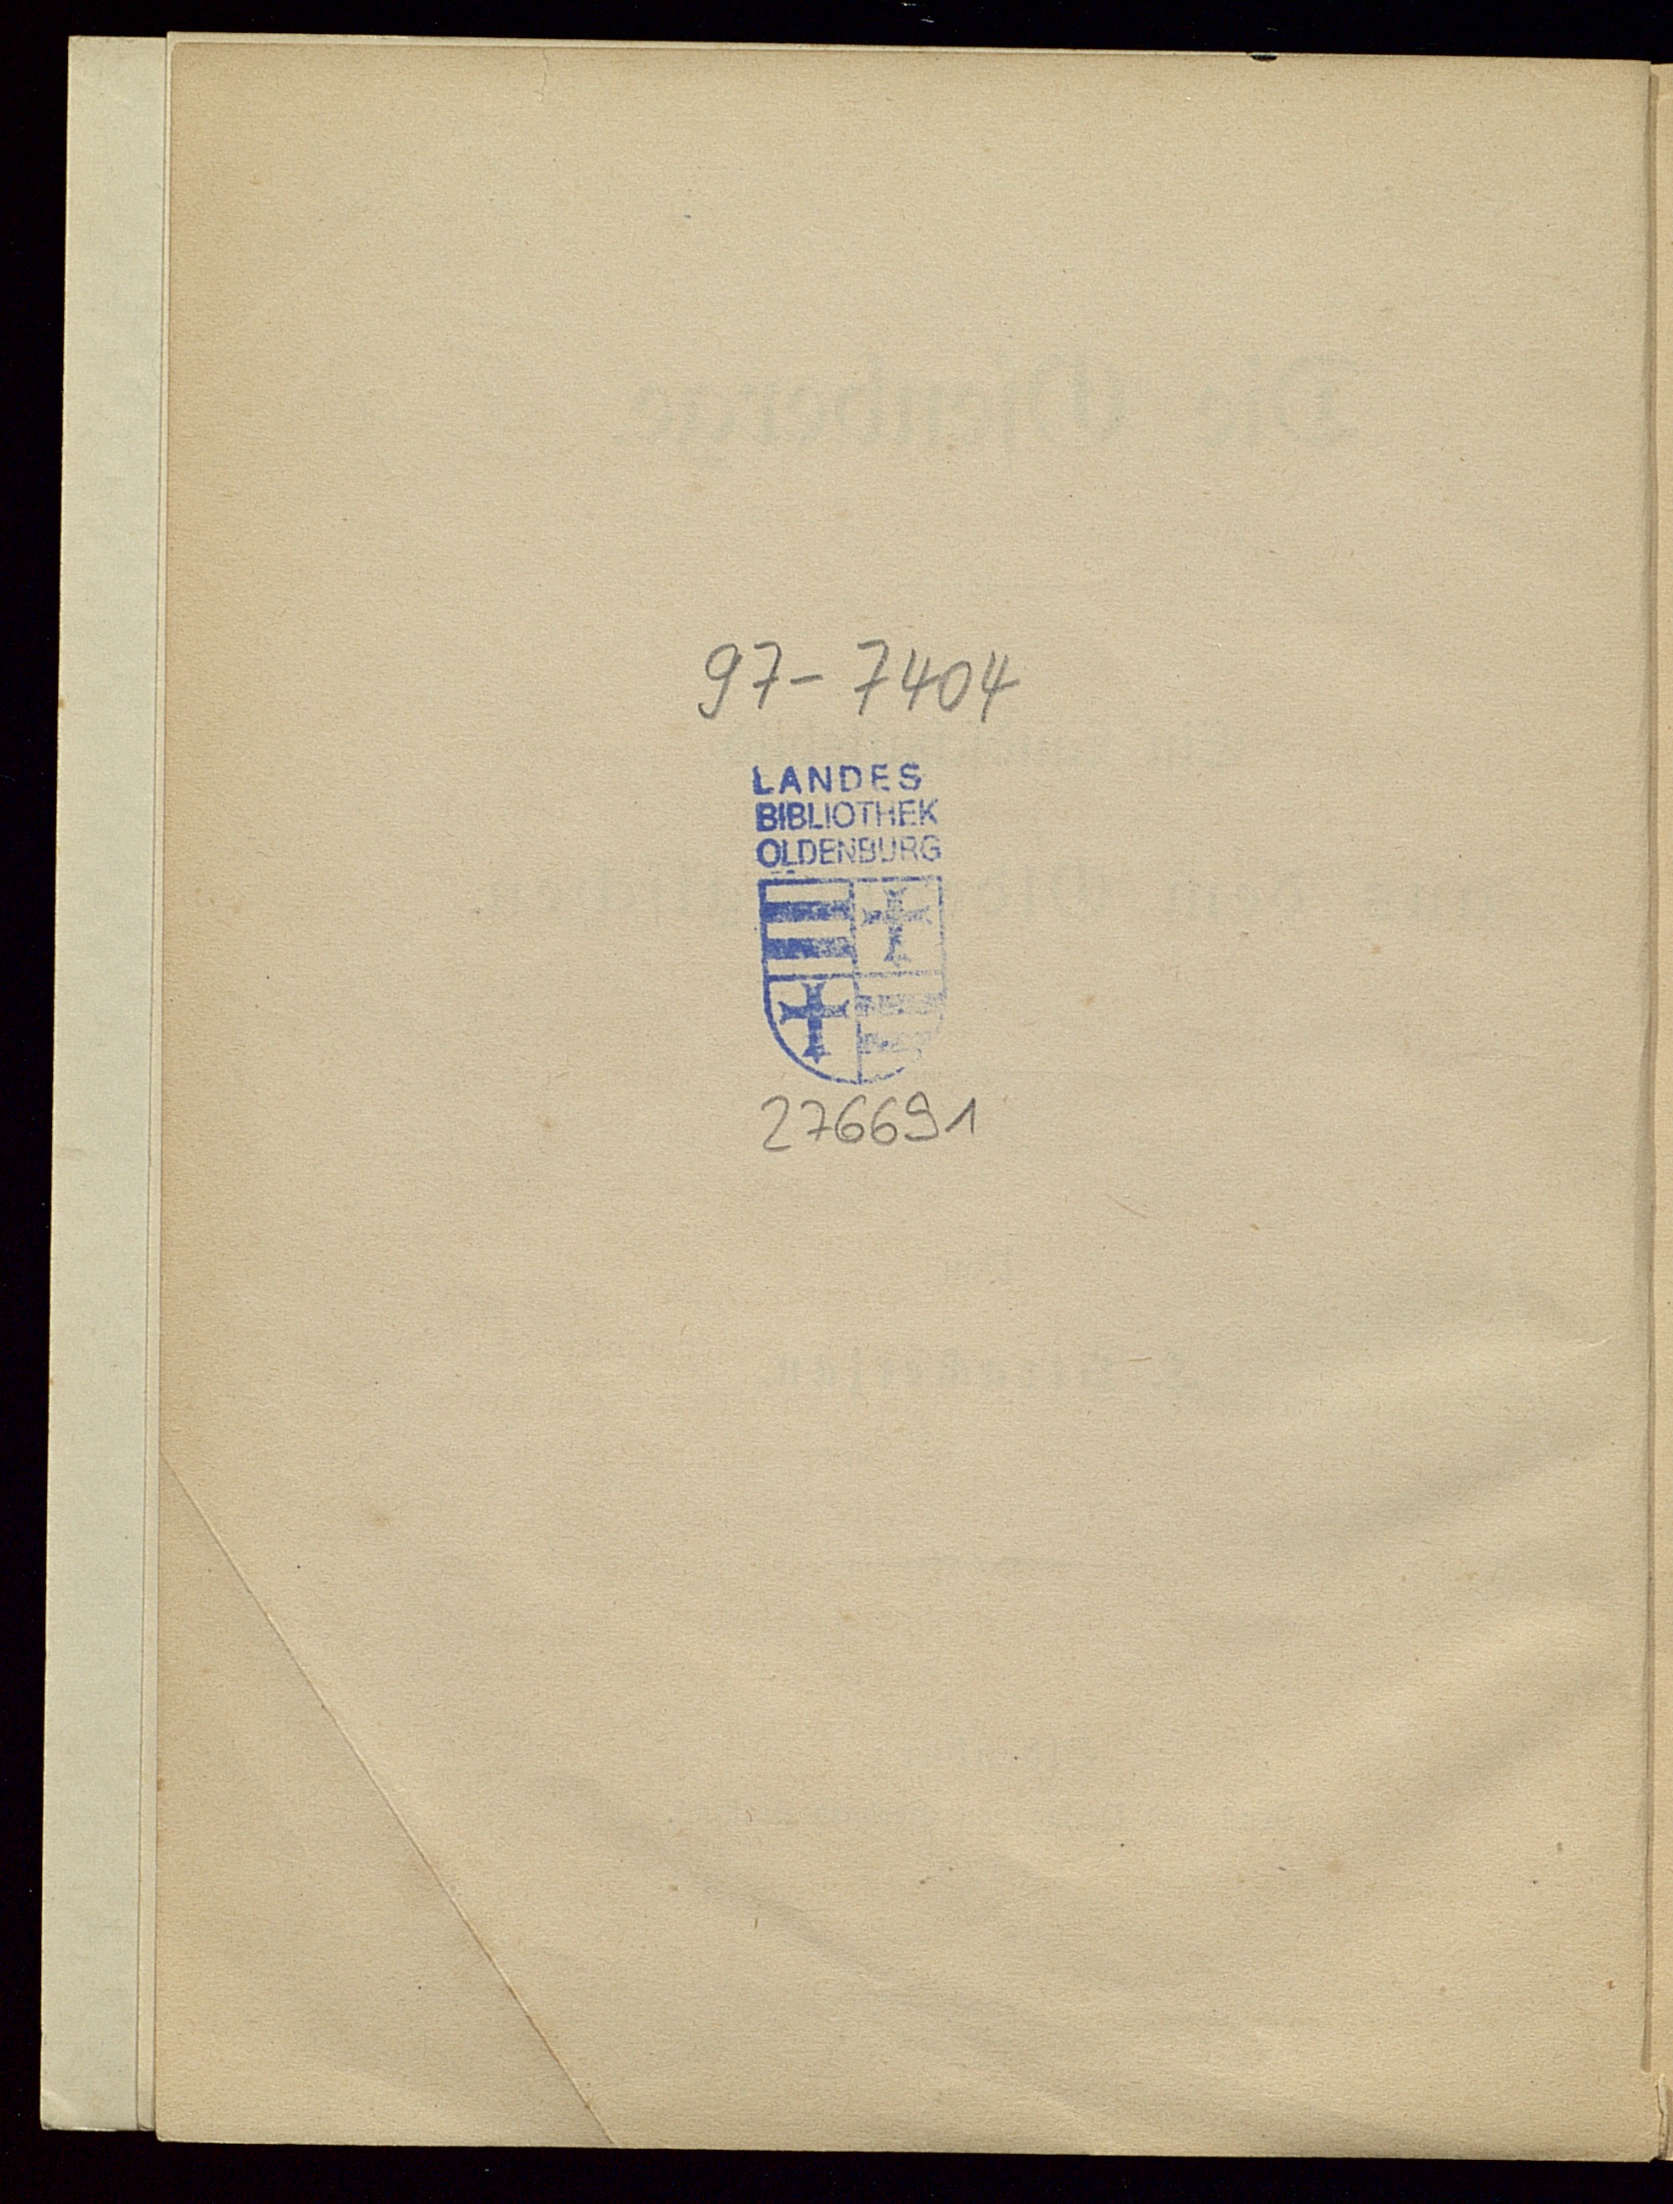 97-7404
LANDES
BIBLIOTHEK
OLDENBURG
276691